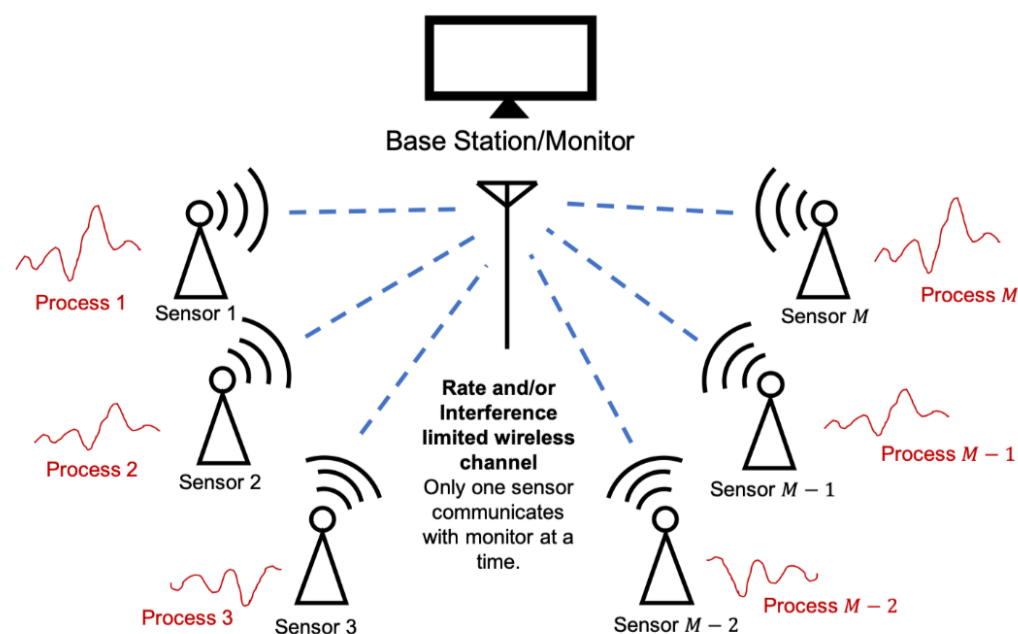 Base Station/Monitor
Process 1
Sensor 1
Sensor M
Process M
Process 2
Sensor 2
Rate and/or
Interference
limited wireless
channel
Only one sensor
communicates
with monitor at a
time.
Sensor M − 1
Process M − 1
Process 3
Sensor 3
Sensor M − 2
Process M − 2